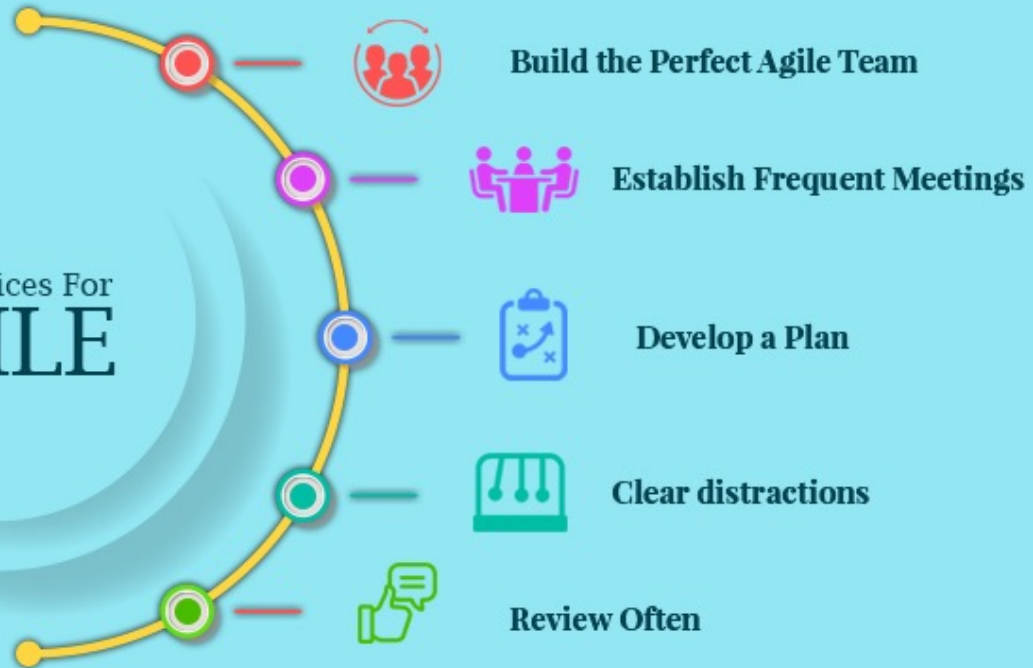 ices For
ILE
Build the Perfect Agile Team
Establish Frequent Meetings
Develop a Plan
Clear distractions
Review Often